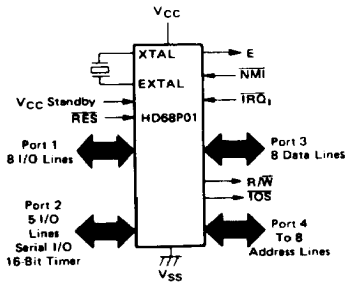 VCC
XTAL
E
NMI
EXTAL
VCC Standby
IRQ1
RES
HD68P01
Port 1
8 I/O Lines
Port 3
8 Data Lines
R/W
IOS
Port 2
5 I/O
Lines
Serial I/O
16-Bit Timer
Port 4
To 8
Address Lines
VSS